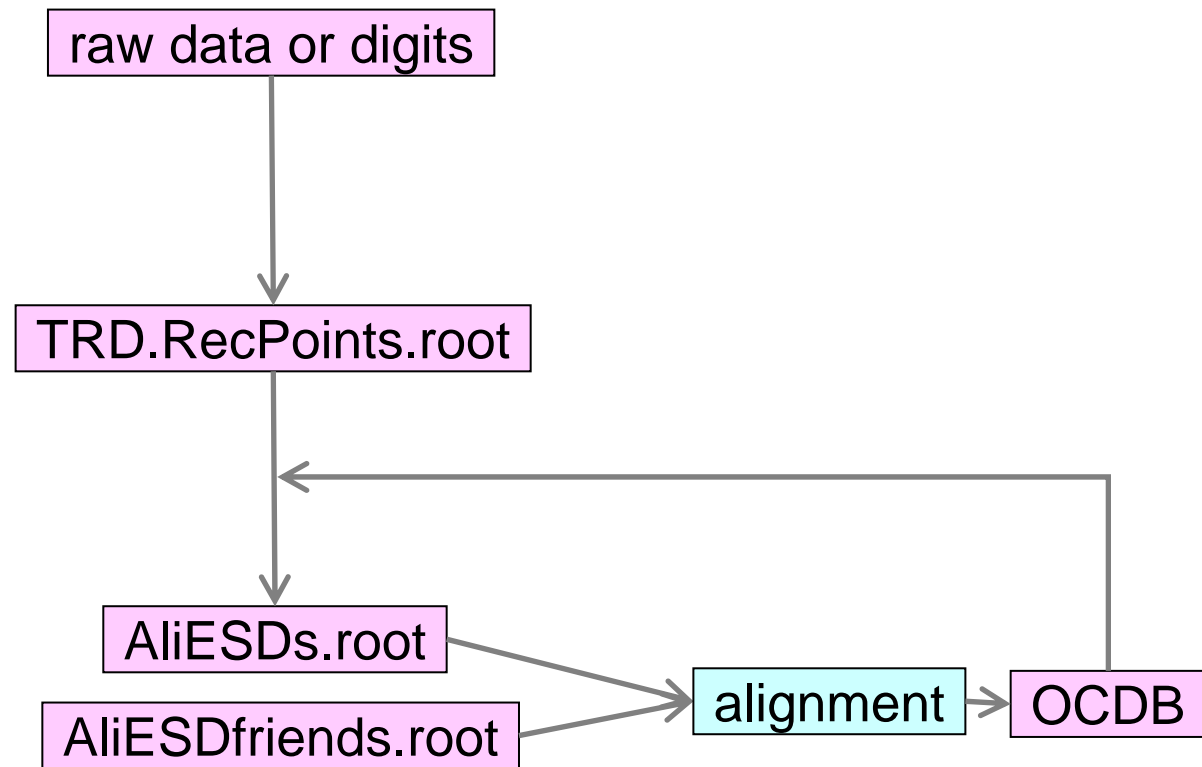 raw data or digits
TRD.RecPoints.root
AliESDs.root
AliESDfriends.root
alignment
OCDB